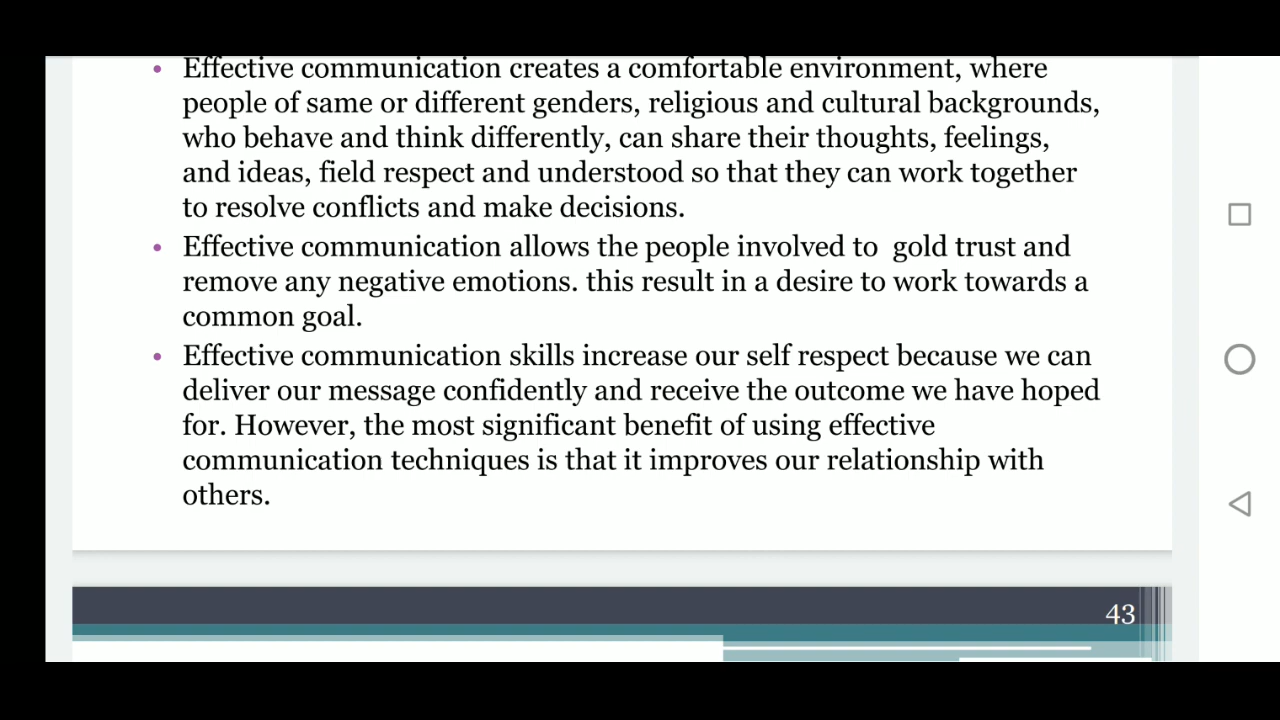 • Effective communication creates a comfortable environment, where
people of same or different genders, religious and cultural backgrounds,
who behave and think differently, can share their thoughts, feelings,
and ideas, field respect and understood so that they can work together
to resolve conflicts and make decisions.
• Effective communication allows the people involved to  gold trust and
remove any negative emotions. this result in a desire to work towards a
common goal.
• Effective communication skills increase our self respect because we can
deliver our message confidently and receive the outcome we have hoped
for. However, the most significant benefit of using effective
communication techniques is that it improves our relationship with
others.
43